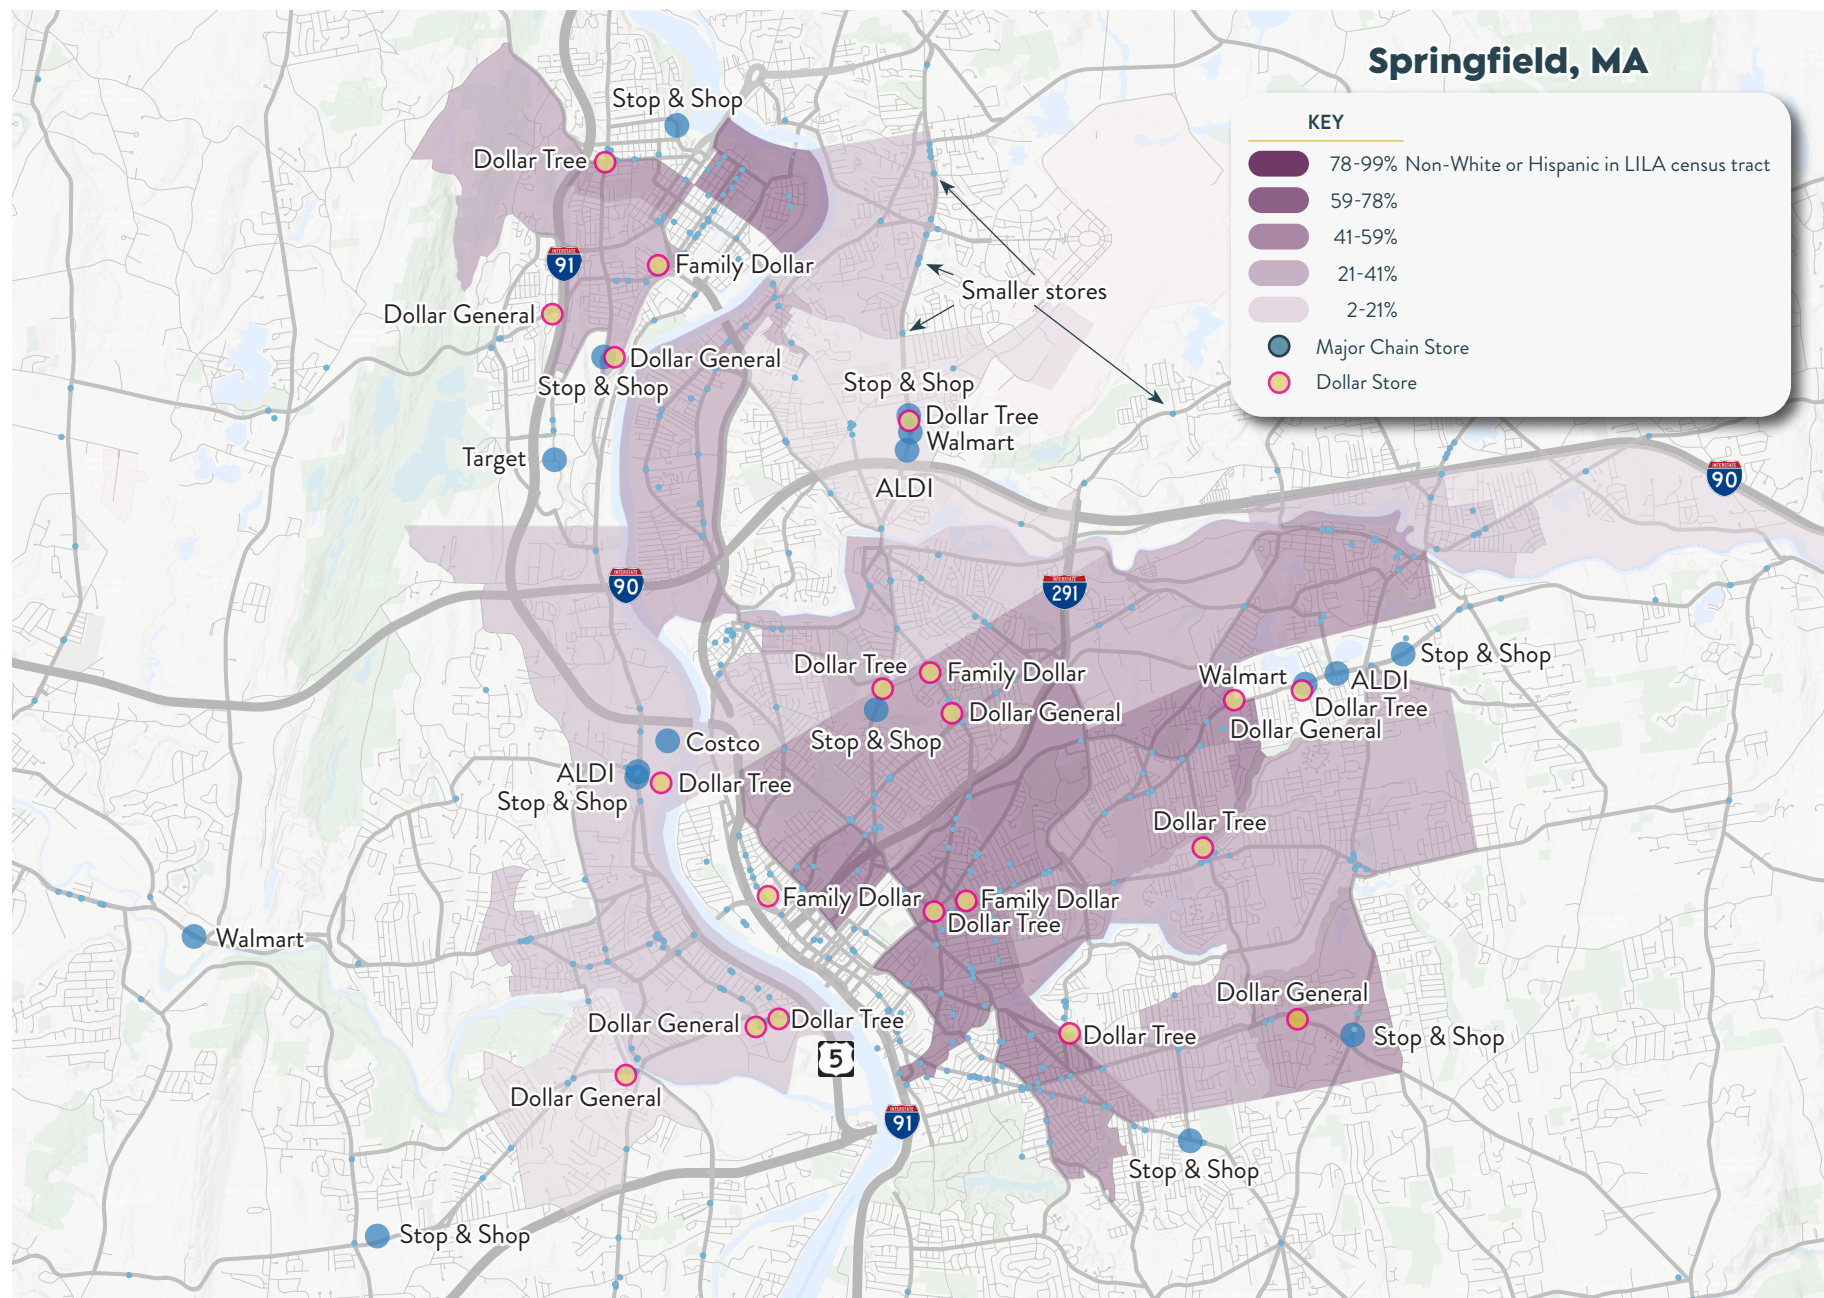 Springfield, MA
KEY
78-99% Non-White or Hispanic in LILA census tract
59-78%
41-59%
21-41%
2-21%
Major Chain Store
Dollar Store
Stop & Shop
Dollar Tree
INTERSTATE
91
Family Dollar
Dollar General
Smaller stores
Dollar General
Stop & Shop
Stop & Shop
Dollar Tree
Walmart
Target
ALDI
INTERSTATE
90
INTERSTATE
90
INTERSTATE
291
Dollar Tree
Family Dollar
Stop & Shop
Walmart
ALDI
Dollar Tree
Dollar General
Dollar General
Stop & Shop
Costco
ALDI
Dollar Tree
Stop & Shop
Dollar Tree
Family Dollar
Family Dollar
Dollar Tree
Walmart
Dollar General
Dollar General
Dollar Tree
Dollar Tree
Stop & Shop
5
Dollar General
INTERSTATE
91
Stop & Shop
Stop & Shop